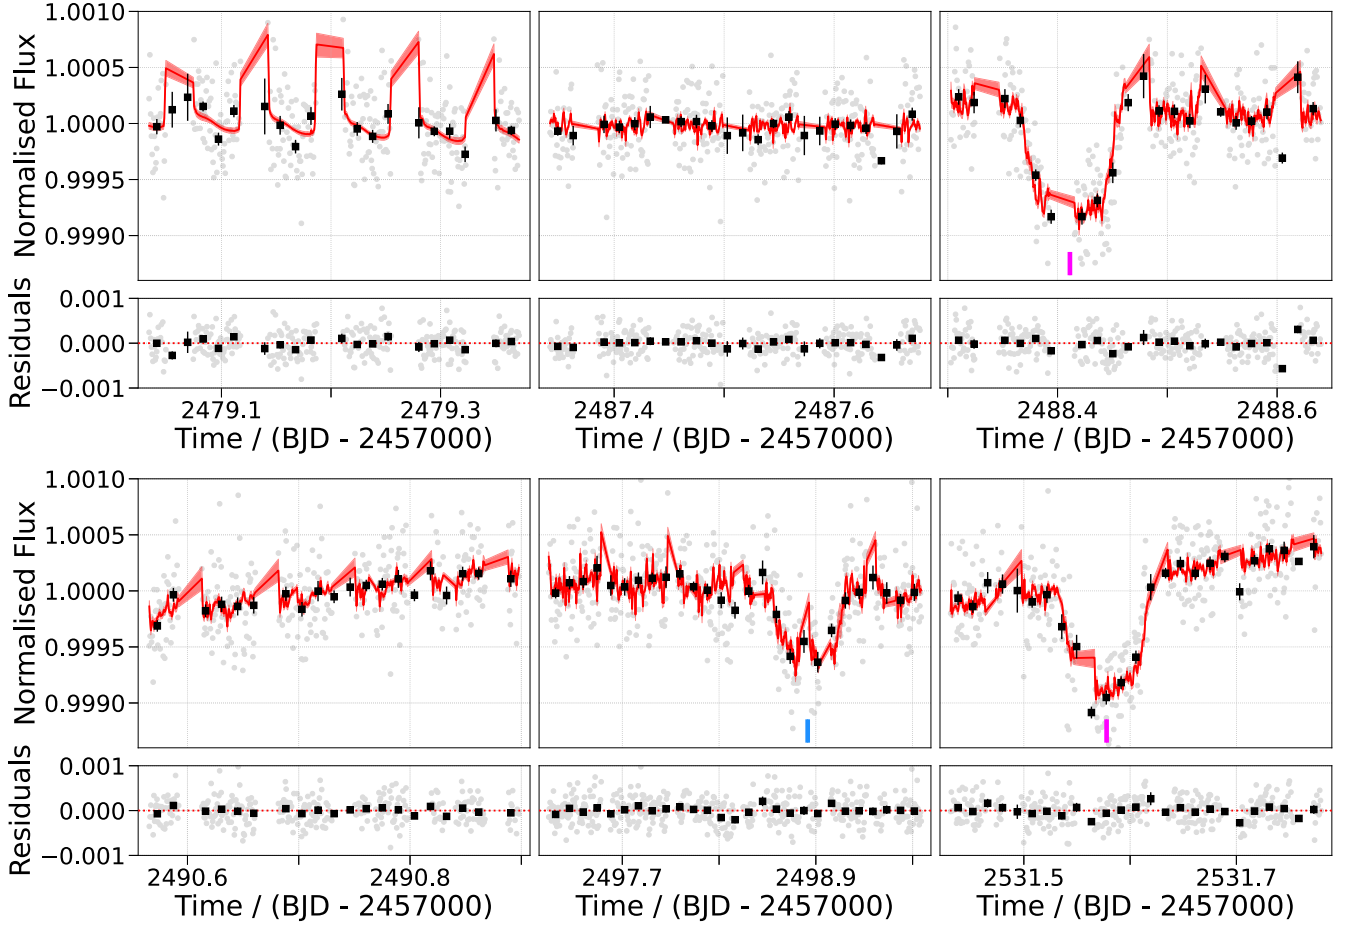 1.0010
1.0005
1.0000
0.9995
0.9990
Normalised Flux
0.001
0.000
−0.001
Residuals
2479.1 2479.3 2487.4 2487.6 2488.4 2488.6
Time / (BJD - 2457000) Time / (BJD - 2457000) Time / (BJD - 2457000)
1.0010
1.0005
1.0000
0.9995
0.9990
Normalised Flux
0.001
0.000
−0.001
Residuals
2490.6 2490.8 2497.7 2498.9 2531.5 2531.7
Time / (BJD - 2457000) Time / (BJD - 2457000) Time / (BJD - 2457000)